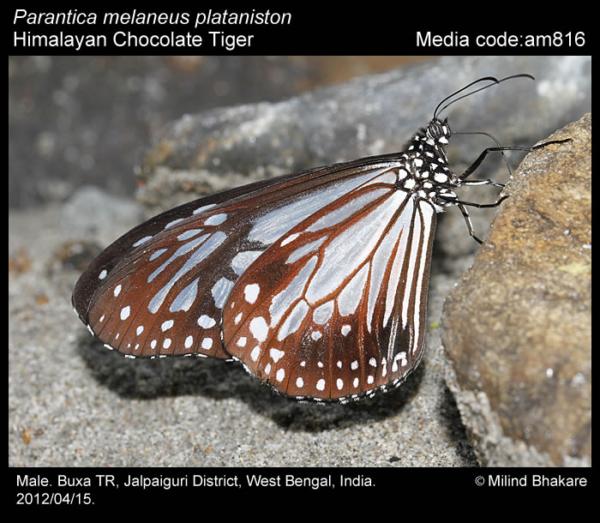 Parantica melaneus plataniston
Himalayan Chocolate Tiger Media code:am816
Male. Buxa TR, Jalpaiguri District, West Bengal, India. © Milind Bhakare
2012/04/15.